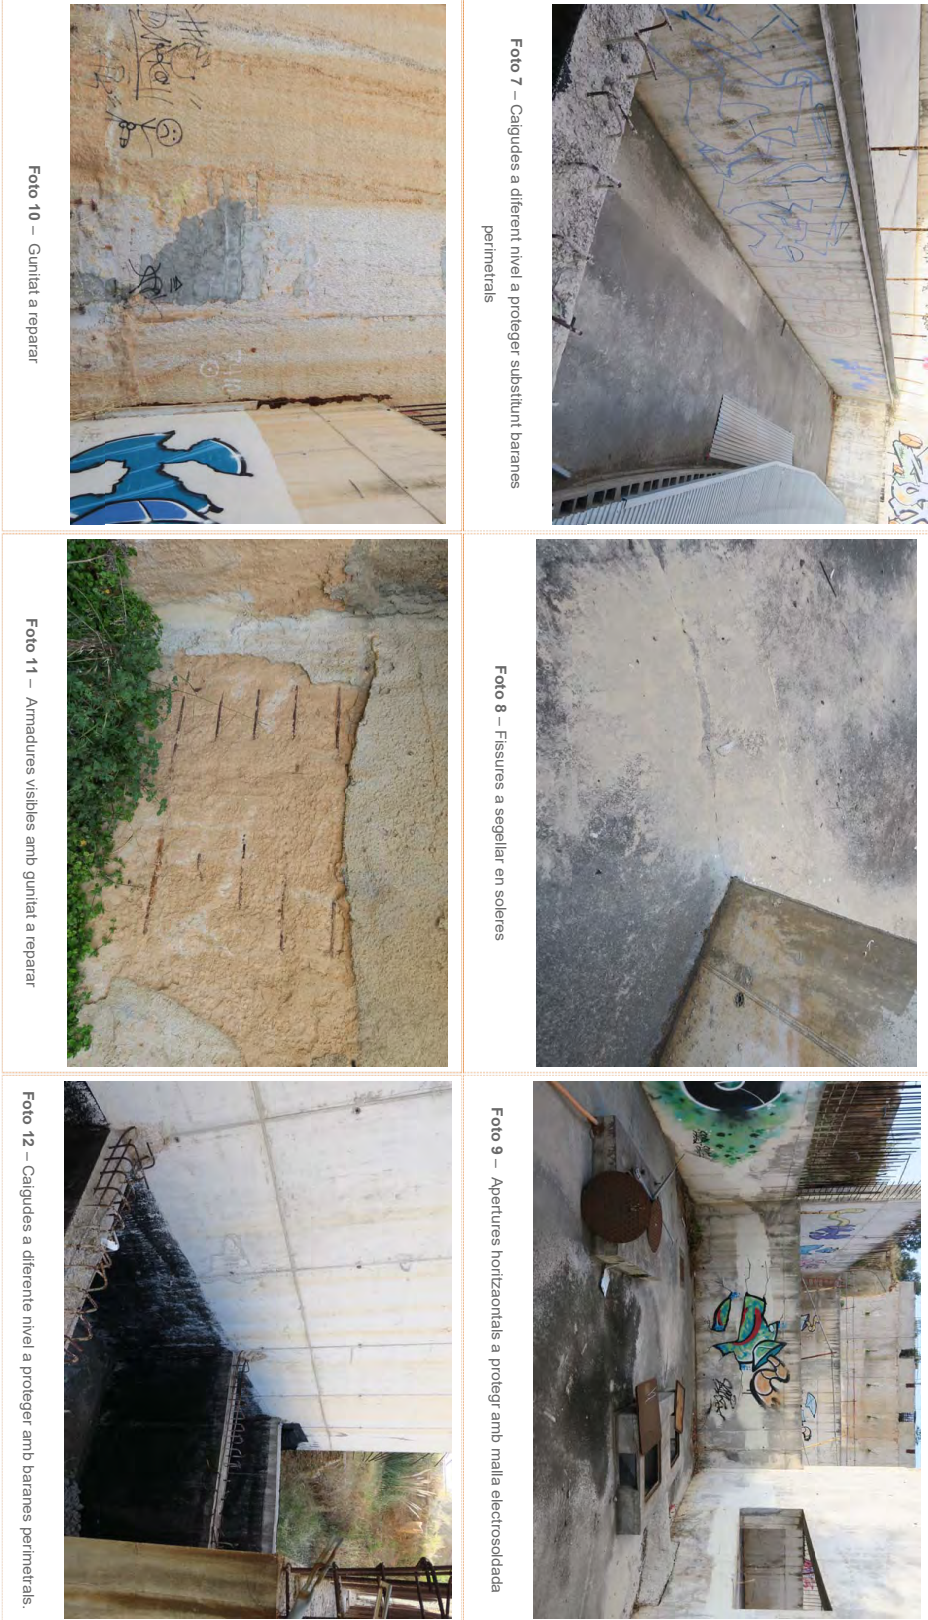 Foto 7 – Caigudes a diferent nivel a proteger substitunt baranes
perimetrals
Foto 8 – Fissures a segellar en soleres
Foto 9 – Apertures horitzaontals a protegr amb malla electrosoldada
Foto 10 – Gunitat a reparar
Foto 11 – Armadures visibles amb gunitat a reparar
Foto 12 – Caigudes a diferente nivel a proteger amb baranes perimetrals.